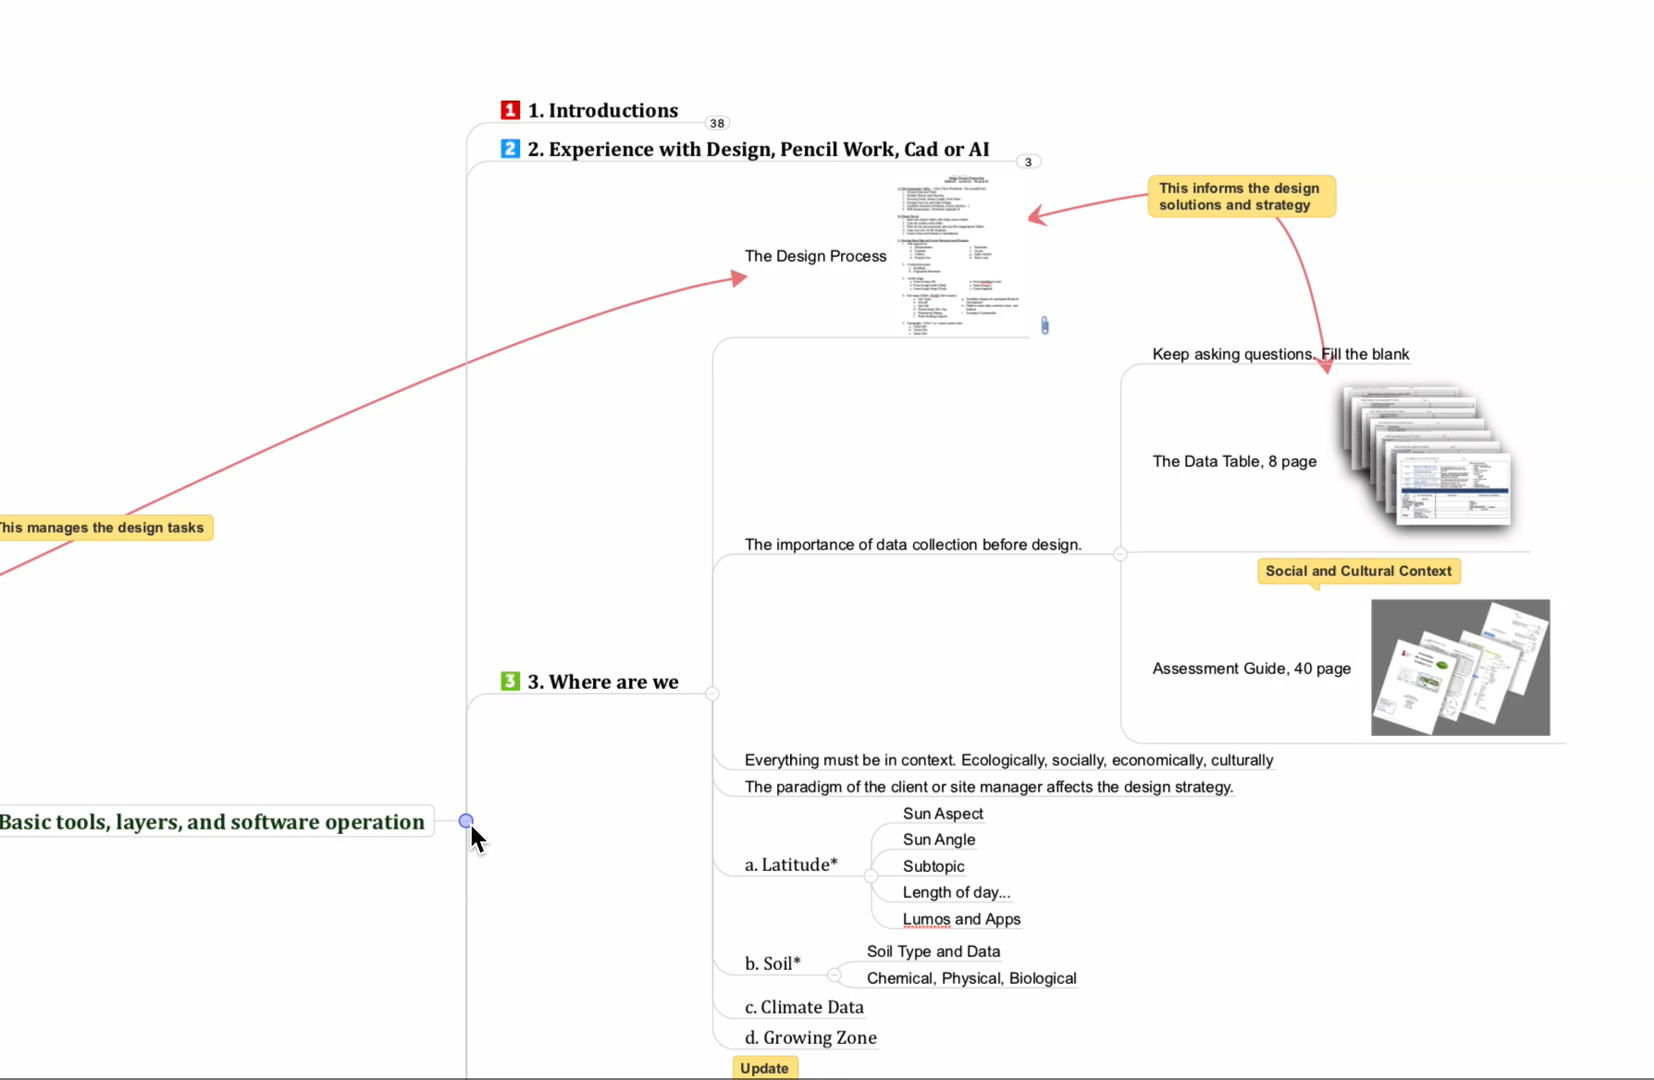 1 1. Introductions
38
2 2. Experience with Design, Pencil Work, Cad or AI
3
This informs the design
solutions and strategy
The Design Process
Keep asking questions. Fill the blank
The Data Table, 8 page
This manages the design tasks
The importance of data collection before design.
Social and Cultural Context
Assessment Guide, 40 page
3 3. Where are we
Everything must be in context. Ecologically, socially, economically, culturally
The paradigm of the client or site manager affects the design strategy.
Basic tools, layers, and software operation
Sun Aspect
Sun Angle
a. Latitude*
Subtopic
Length of day...
Lumos and Apps
Soil Type and Data
b. Soil*
Chemical, Physical, Biological
c. Climate Data
d. Growing Zone
Update